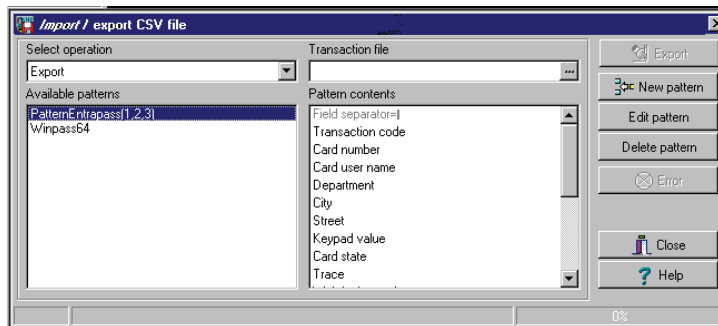 Import / export CSV file
Select operation
Export
Available patterns
PatternEntrapass(1,2,3)
Winpass64
Transaction file
...
Pattern contents
Field separator=|
Transaction code
Card number
Card user name
Department
City
Street
Keypad value
Card state
Trace
Export
New pattern
Edit pattern
Delete pattern
Error
Close
Help
0%